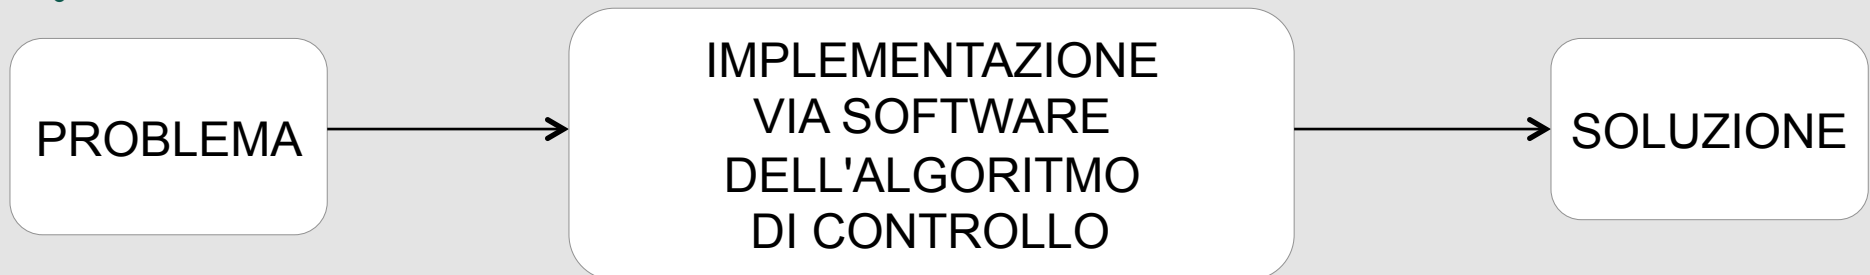 PROBLEMA
IMPLEMENTAZIONE
VIA SOFTWARE
DELL'ALGORITMO
DI CONTROLLO
SOLUZIONE